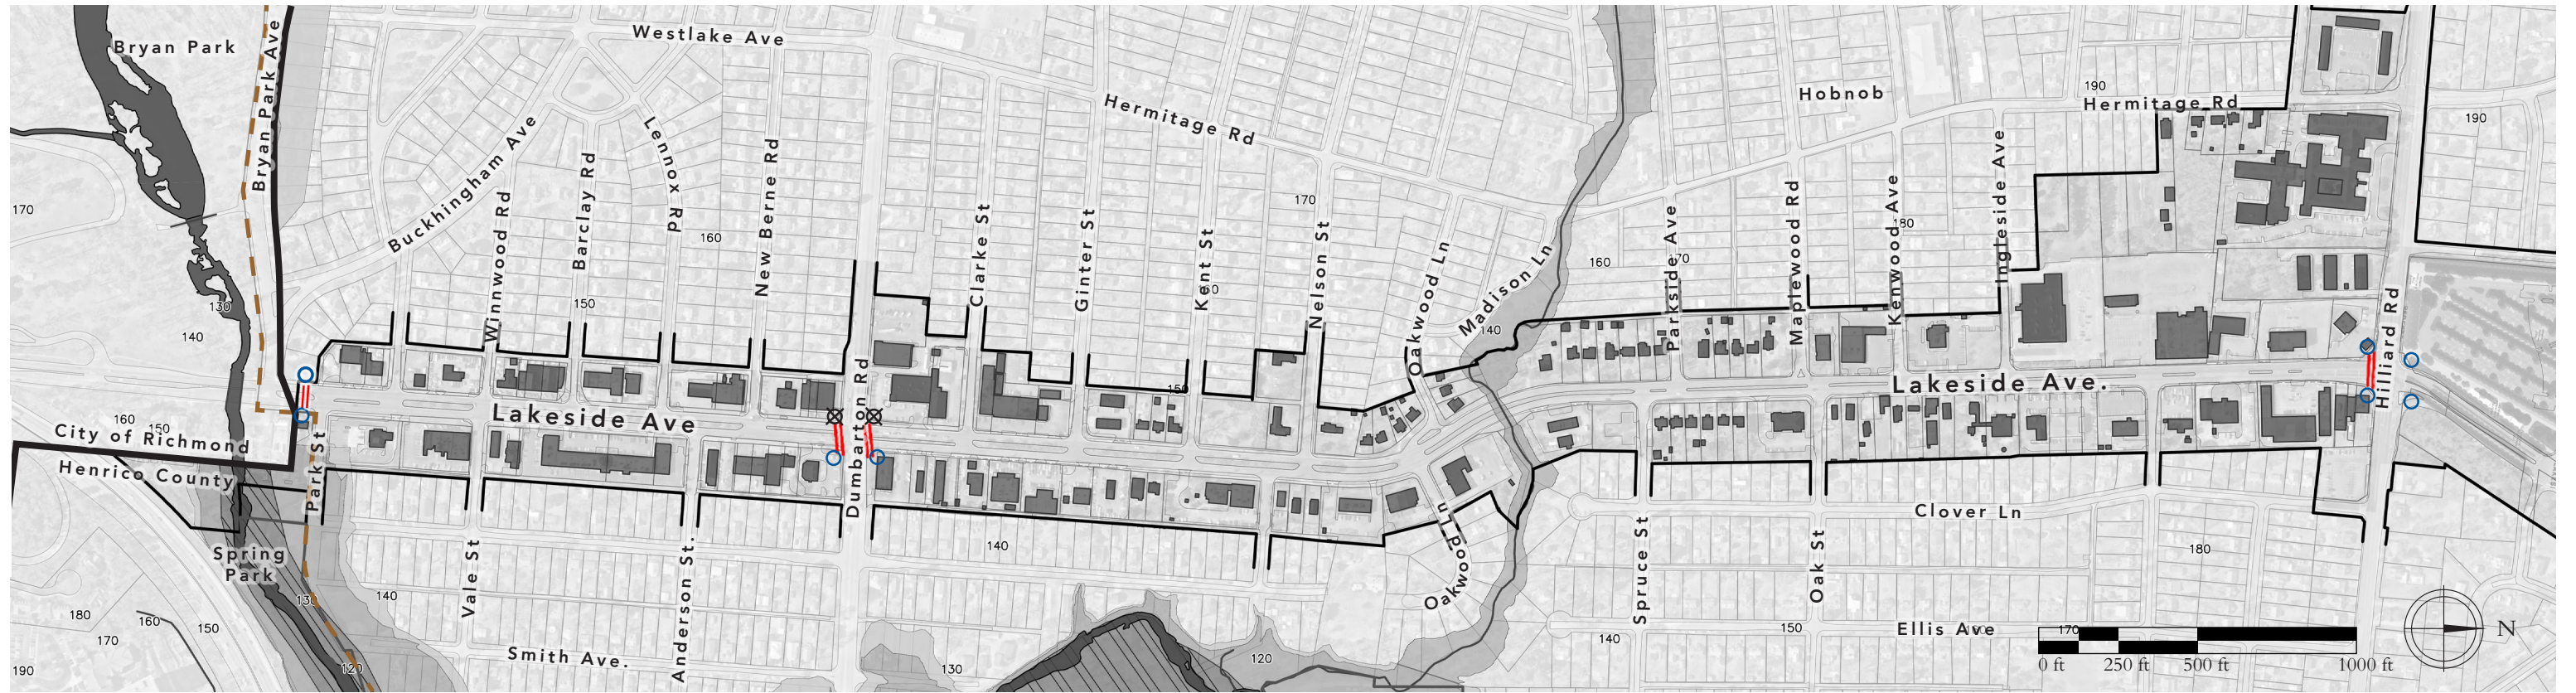 Bryan Park
Bryan Park Ave
Westlake Ave
Hermitage Rd
Hobnob
190
Hermitage Rd
190
170
Buckhingham Ave
Winnwood Rd
Barclay Rd
Lennox Rd
160
New Berne Rd
Clarke St
Ginter St
Kent St
170
Nelson St
Oakwood Ln
Madison Ln
160
Parkside Ave
70
Maplewood Rd
Kenwood Ave
180
Ingleside Ave
130
140
150
140
Hilliard Rd
150
Lakeside Ave
Dumbarton Rd
Lakeside Ave.
160
150
City of Richmond
Henrico County
Park St
Spring
Park
130
140
Vale St
Anderson St.
140
Oakwood Ln
Spruce St
Oak St
Clover Ln
180
180
160
170
150
190
120
Smith Ave.
130
120
140
150
Ellis Ave
170
N
0 ft
250 ft
500 ft
1000 ft